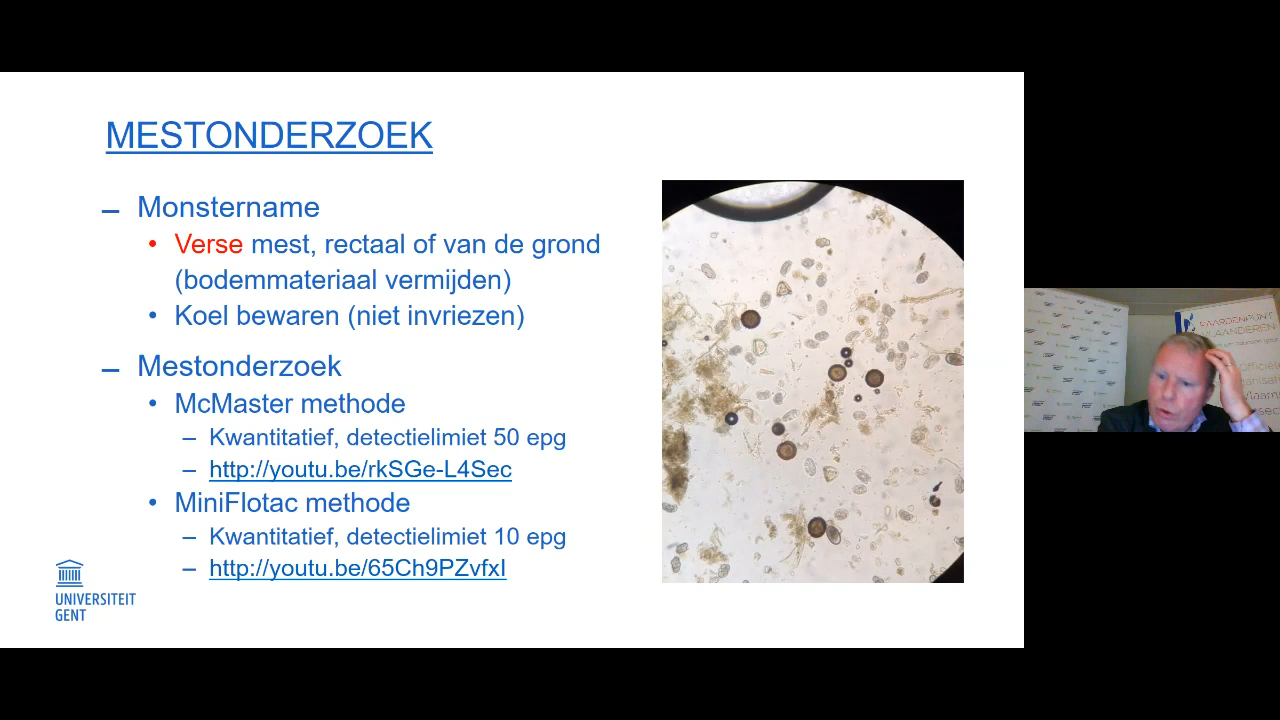 MESTONDERZOEK
– Monstername
• Verse mest, rectaal of van de grond
(bodemmateriaal vermijden)
• Koel bewaren (niet invriezen)
– Mestonderzoek
• McMaster methode
– Kwantitatief, detectielimiet 50 epg
– http://youtu.be/rkSGe-L4Sec
• MiniFlotac methode
– Kwantitatief, detectielimiet 10 epg
– http://youtu.be/65Ch9PZvfxI
UNIVERSITEIT
GENT
PAARDENPUNT
VLAANDEREN